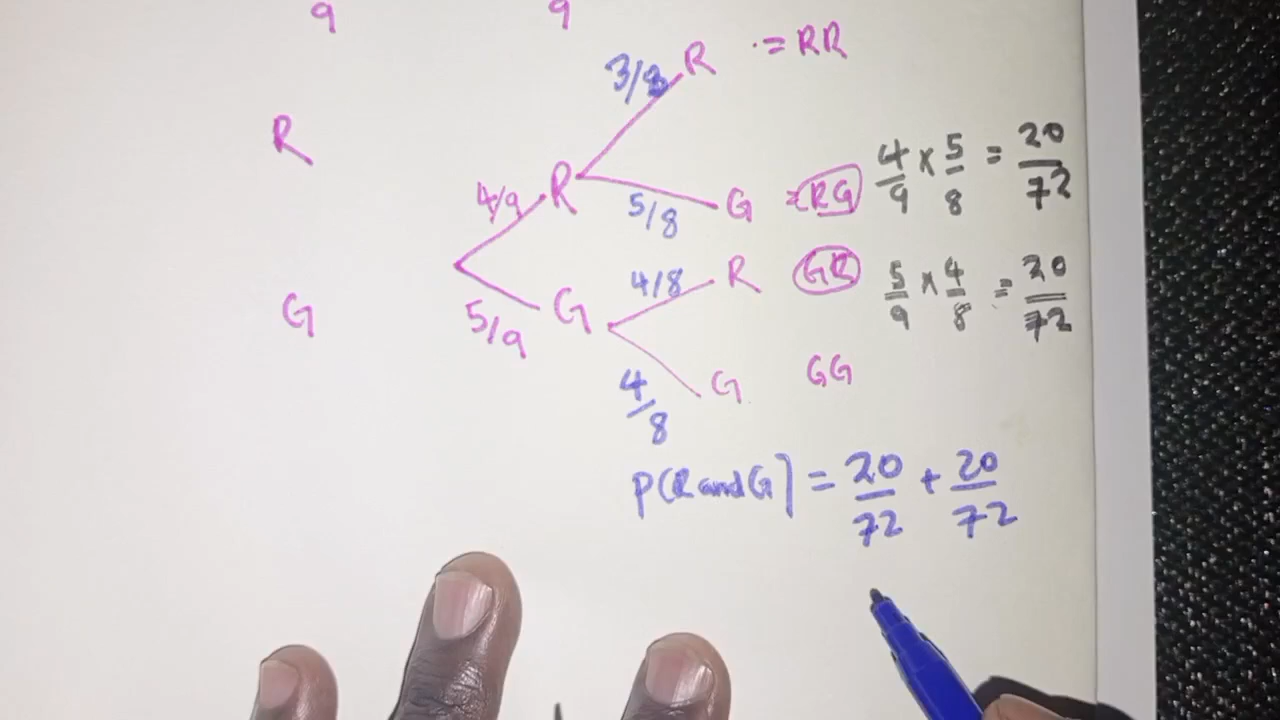 9 9
3/8 R = RR
R
4/9 R 5/8 G = RG 4/9 × 5/8 = 20/72
G 5/9 G 4/8 R GR 5/9 × 4/8 = 20/72
4/8 G GG
P(R and G) = 20/72 + 20/72